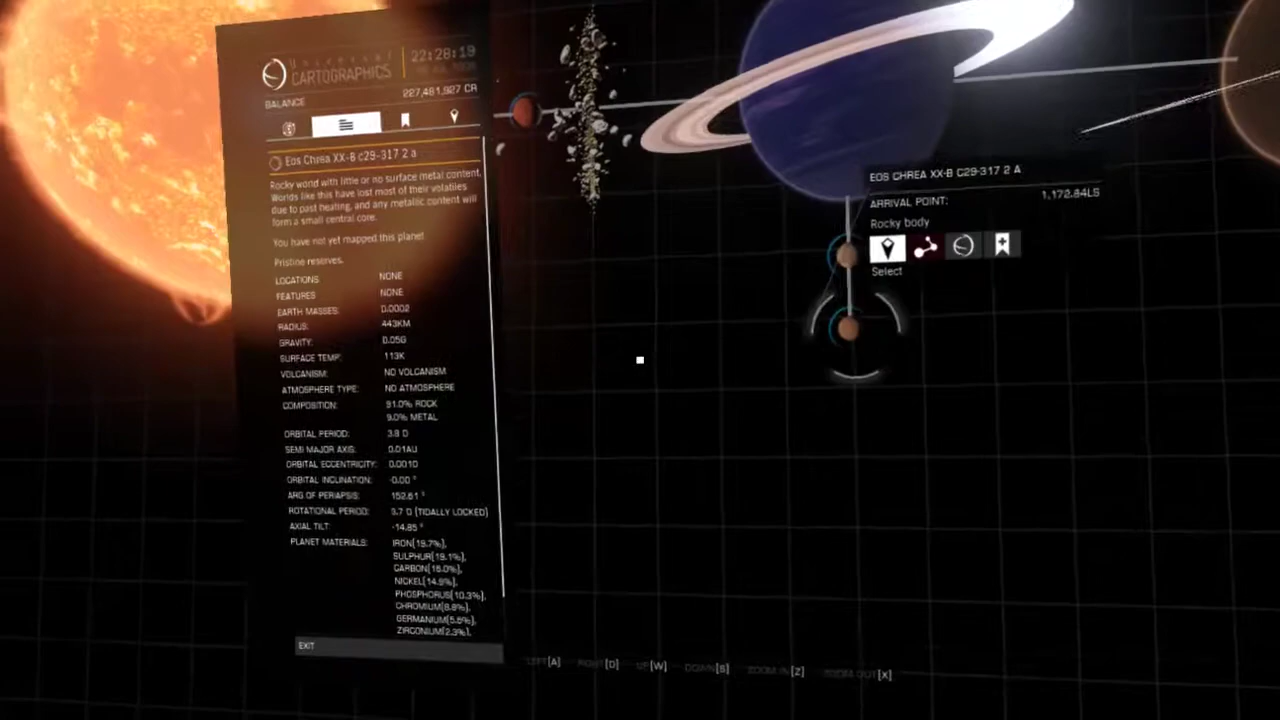 Universal
CARTOGRAPHICS
22:28:19
BALANCE
227,481,927 CR
Eos Chrea XX-B c29-317 2 a
Rocky world with little or no surface metal content.
Worlds like this have lost most of their volatiles
due to past heating, and any metallic content will
form a small central core.
You have not yet mapped this planet
Pristine reserves.
LOCATIONS: NONE
FEATURES NONE
EARTH MASSES: 0.0002
RADIUS: 443KM
GRAVITY: 0.05G
SURFACE TEMP: 113K
VOLCANISM: NO VOLCANISM
ATMOSPHERE TYPE: NO ATMOSPHERE
COMPOSITION: 91.0% ROCK
9.0% METAL
ORBITAL PERIOD: 3.8 D
SEMI MAJOR AXIS: 0.01AU
ORBITAL ECCENTRICITY: 0.0010
ORBITAL INCLINATION: -0.00 °
ARG OF PERIAPSIS: 152.61 °
ROTATIONAL PERIOD: 3.7 D (TIDALLY LOCKED)
AXIAL TILT: -14.85 °
PLANET MATERIALS: IRON(19.7%),
SULPHUR(19.1%),
CARBON(16.0%),
NICKEL(14.9%),
PHOSPHORUS(10.3%),
CHROMIUM(8.8%),
GERMANIUM(5.6%),
ZIRCONIUM(2.3%),
EXIT
EOS CHREA XX-B C29-317 2 A
ARRIVAL POINT: 1,172.84LS
Rocky body
Select
LEFT[A] RIGHT[D] UP[W] DOWN[S] ZOOM IN[Z] ZOOM OUT[X]